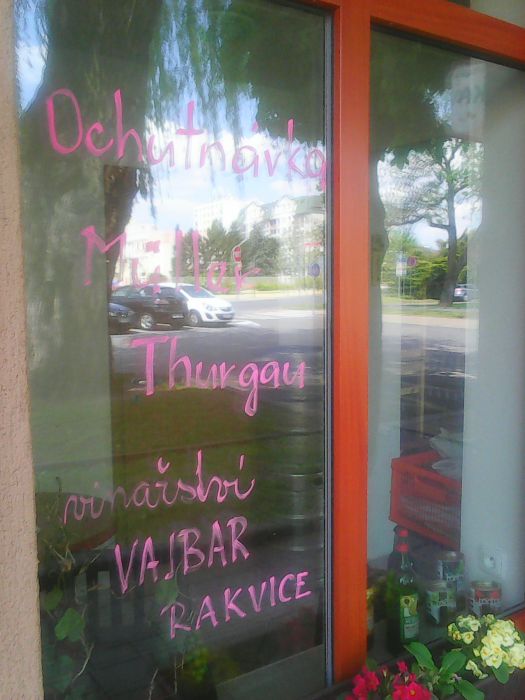 Ochutnávka
Müller
Thurgau
vinařství
VAJBAR
RAKVICE